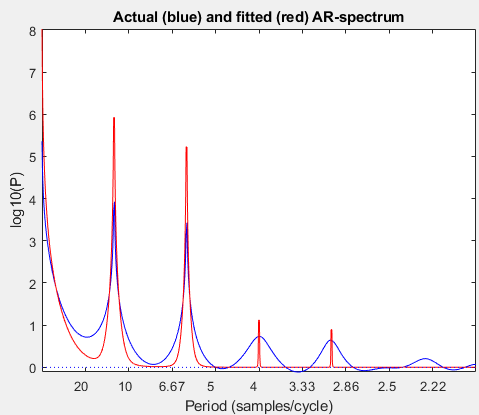 Actual (blue) and fitted (red) AR-spectrum
8
7
6
5
4
3
2
1
0
log10(P)
20 10 6.67 5 4 3.33 2.86 2.5 2.22
Period (samples/cycle)